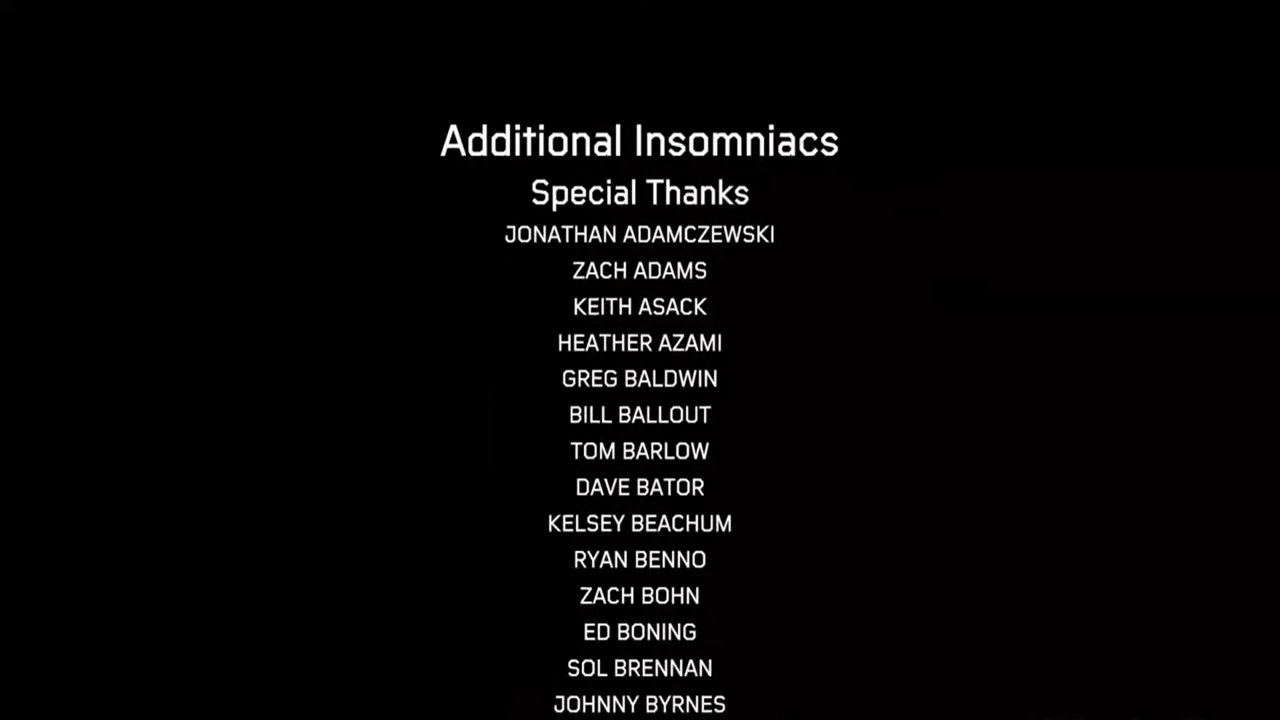 Additional Insomniacs
Special Thanks
JONATHAN ADAMCZEWSKI
ZACH ADAMS
KEITH ASACK
HEATHER AZAMI
GREG BALDWIN
BILL BALLOUT
TOM BARLOW
DAVE BATOR
KELSEY BEACHUM
RYAN BENNO
ZACH BOHN
ED BONING
SOL BRENNAN
JOHNNY BYRNES